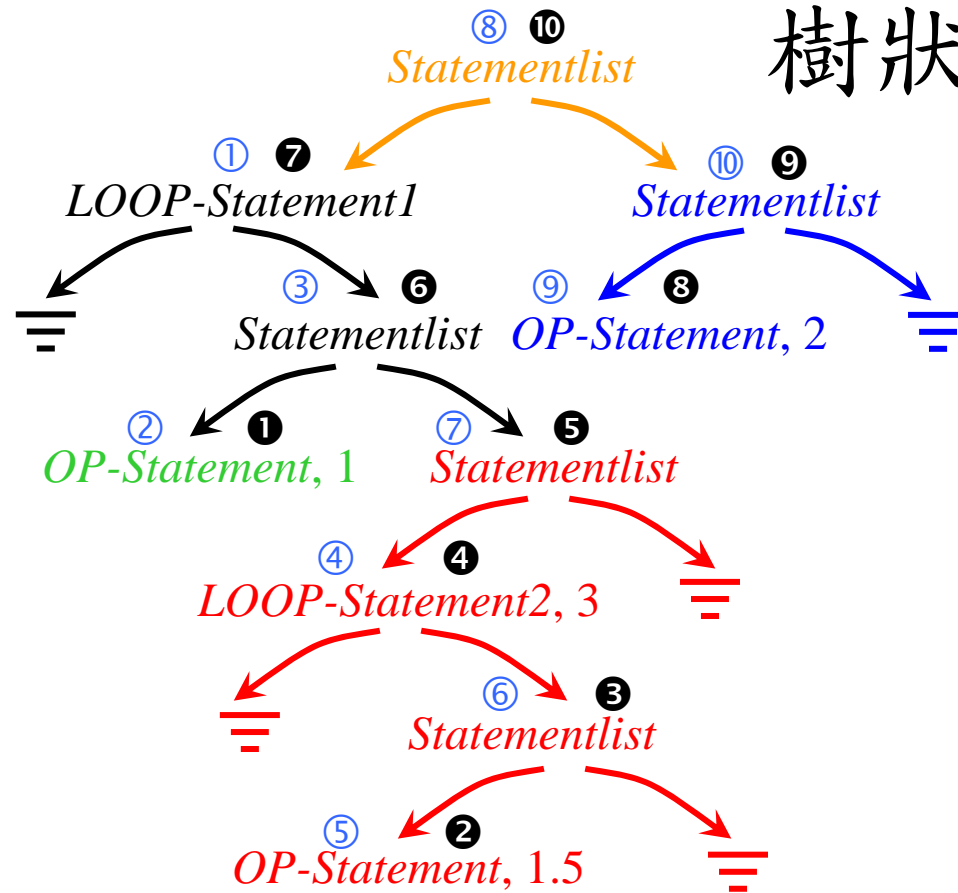 ⑧ ❿
樹狀
Statementlist
① ❼
⑩ ❾
LOOP-Statement1
Statementlist
③ ❻
⑨ ❽
Statementlist
OP-Statement, 2
② ❶
⑦ ❺
OP-Statement, 1
Statementlist
④ ❹
LOOP-Statement2, 3
⑥ ❸
Statementlist
⑤ ❷
OP-Statement, 1.5